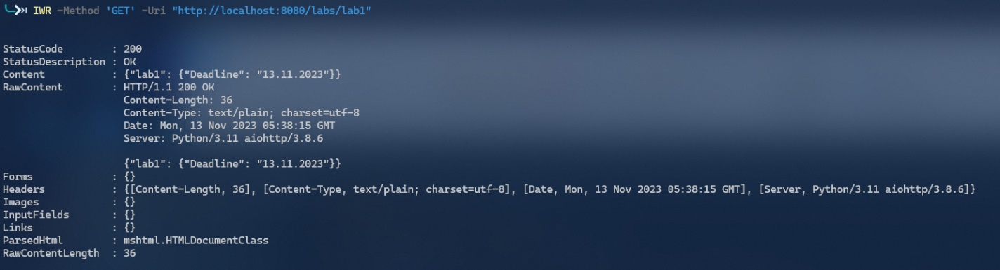 IWR -Method 'GET' -Uri "http://localhost:8080/labs/lab1"
StatusCode        : 200
StatusDescription : OK
Content           : {"lab1": {"Deadline": "13.11.2023"}}
RawContent        : HTTP/1.1 200 OK
                    Content-Length: 36
                    Content-Type: text/plain; charset=utf-8
                    Date: Mon, 13 Nov 2023 05:38:15 GMT
                    Server: Python/3.11 aiohttp/3.8.6
                    {"lab1": {"Deadline": "13.11.2023"}}
Forms             : {}
Headers           : {[Content-Length, 36], [Content-Type, text/plain; charset=utf-8], [Date, Mon, 13 Nov 2023 05:38:15 GMT], [Server, Python/3.11 aiohttp/3.8.6]}
Images            : {}
InputFields       : {}
Links             : {}
ParsedHtml        : mshtml.HTMLDocumentClass
RawContentLength  : 36